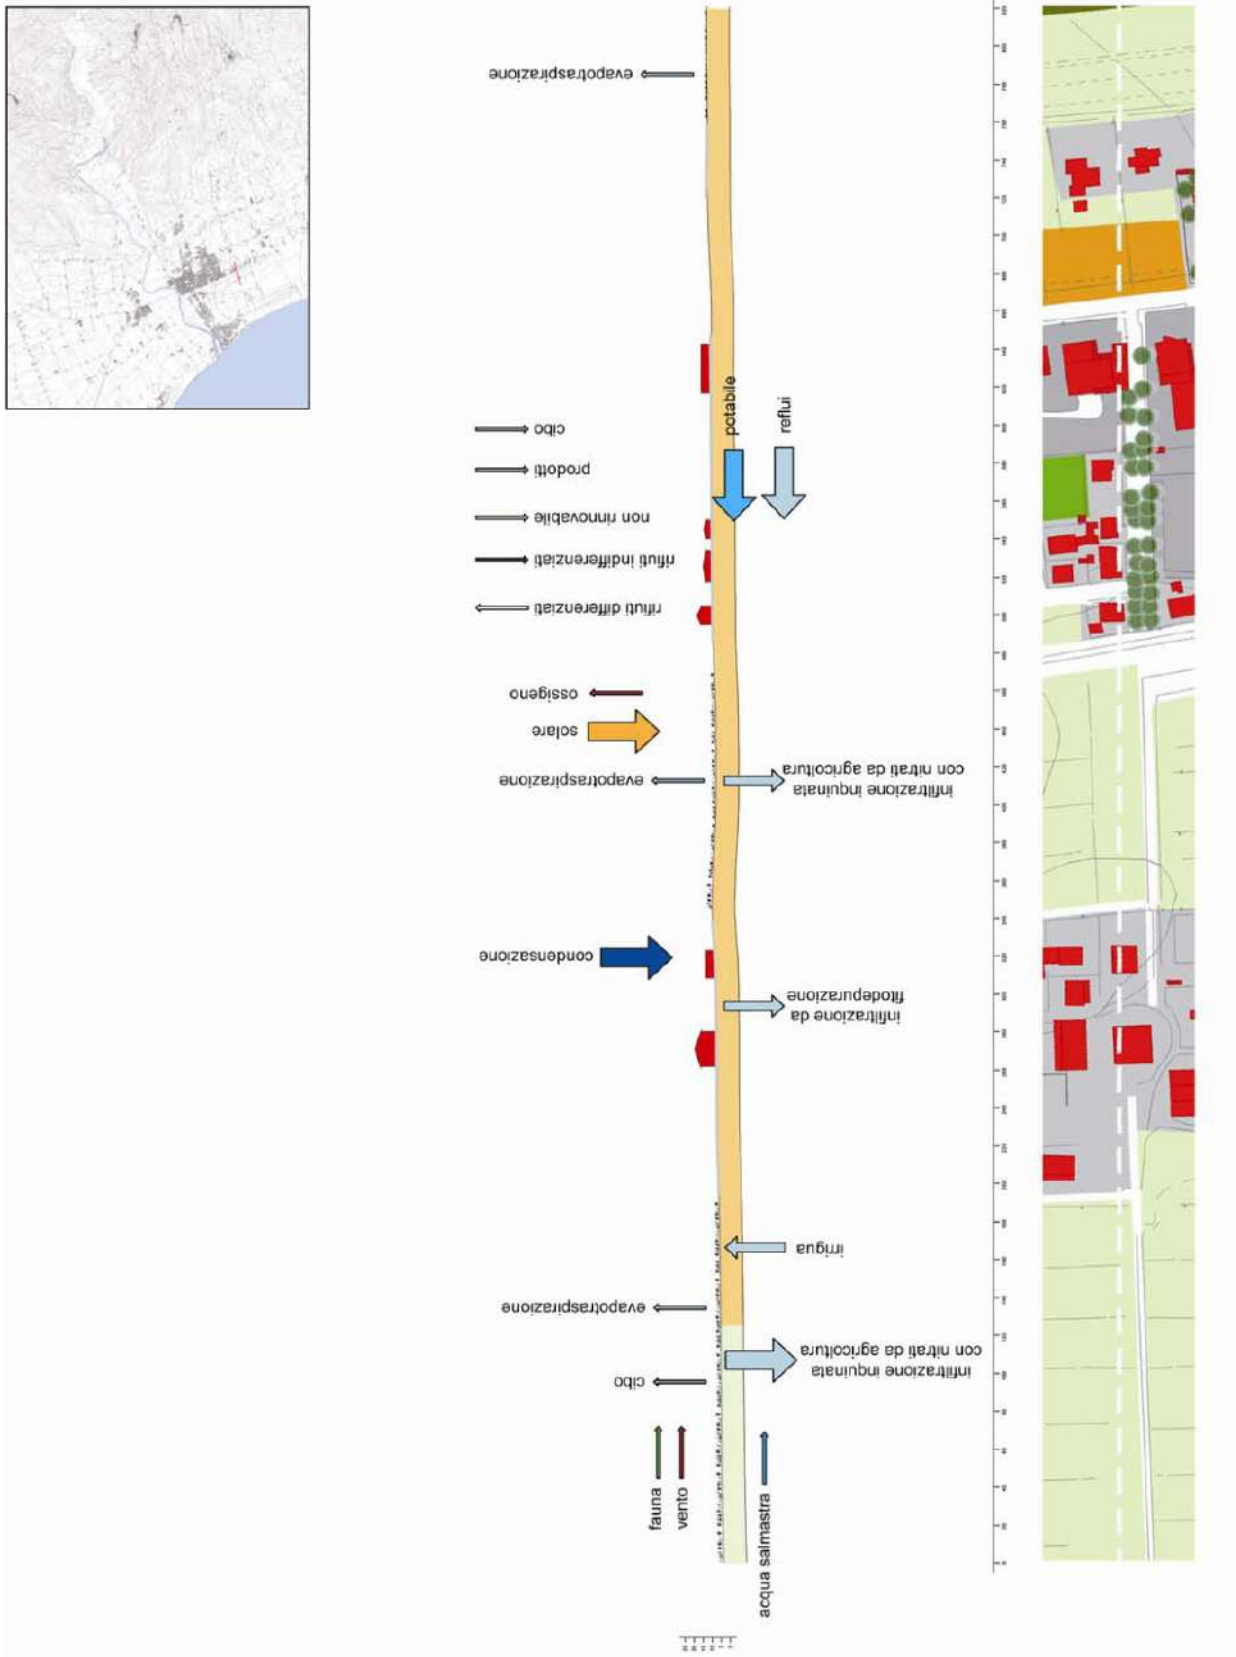 evapotraspirazione
cibo
prodotti
non rinnovabile
rifiuti indiffinenziati
rifiuti differenziati
potabile
reflui
ossigeno
solare
evapotraspirazione
infiltrazione inquinata
con nitrati da agricoltura
condensazione
infiltrazione da
fitodepurazione
irrigua
evapotraspirazione
infiltrazione inquinata
con nitrati da agricoltura
cibo
fauna
vento
acqua salmastra